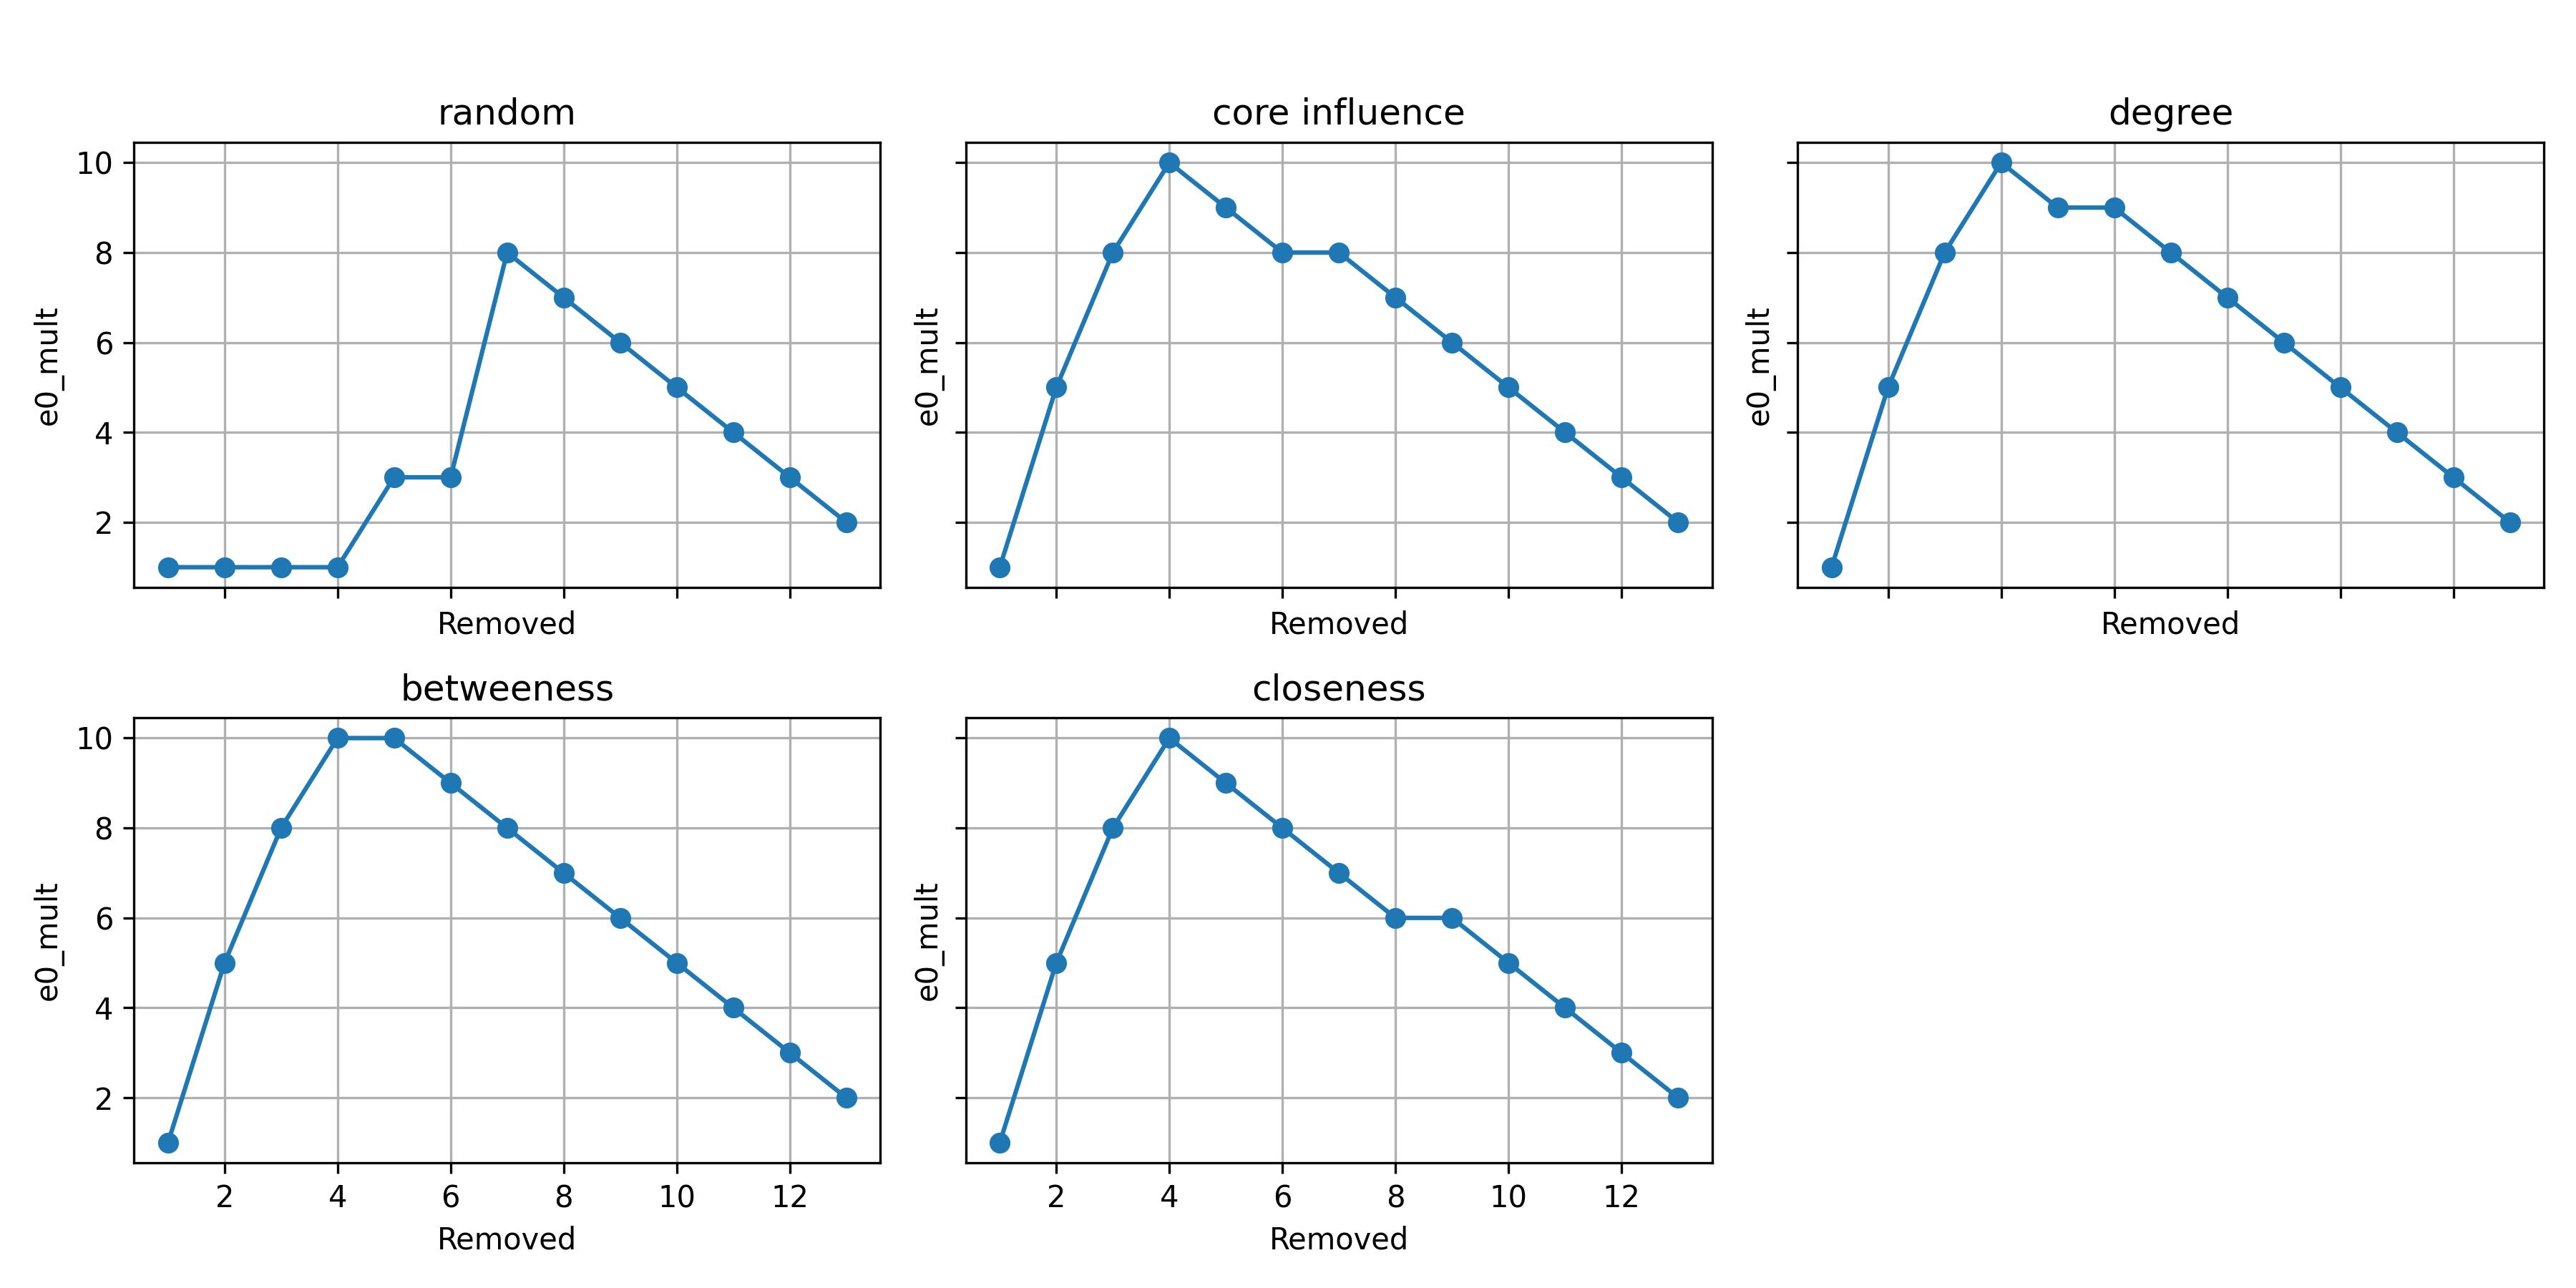 random
core influence
degree
10
8
6
4
2
e0_mult
e0_mult
e0_mult
Removed
Removed
Removed
betweeness
closeness
10
8
6
4
2
e0_mult
e0_mult
2 4 6 8 10 12
2 4 6 8 10 12
Removed
Removed